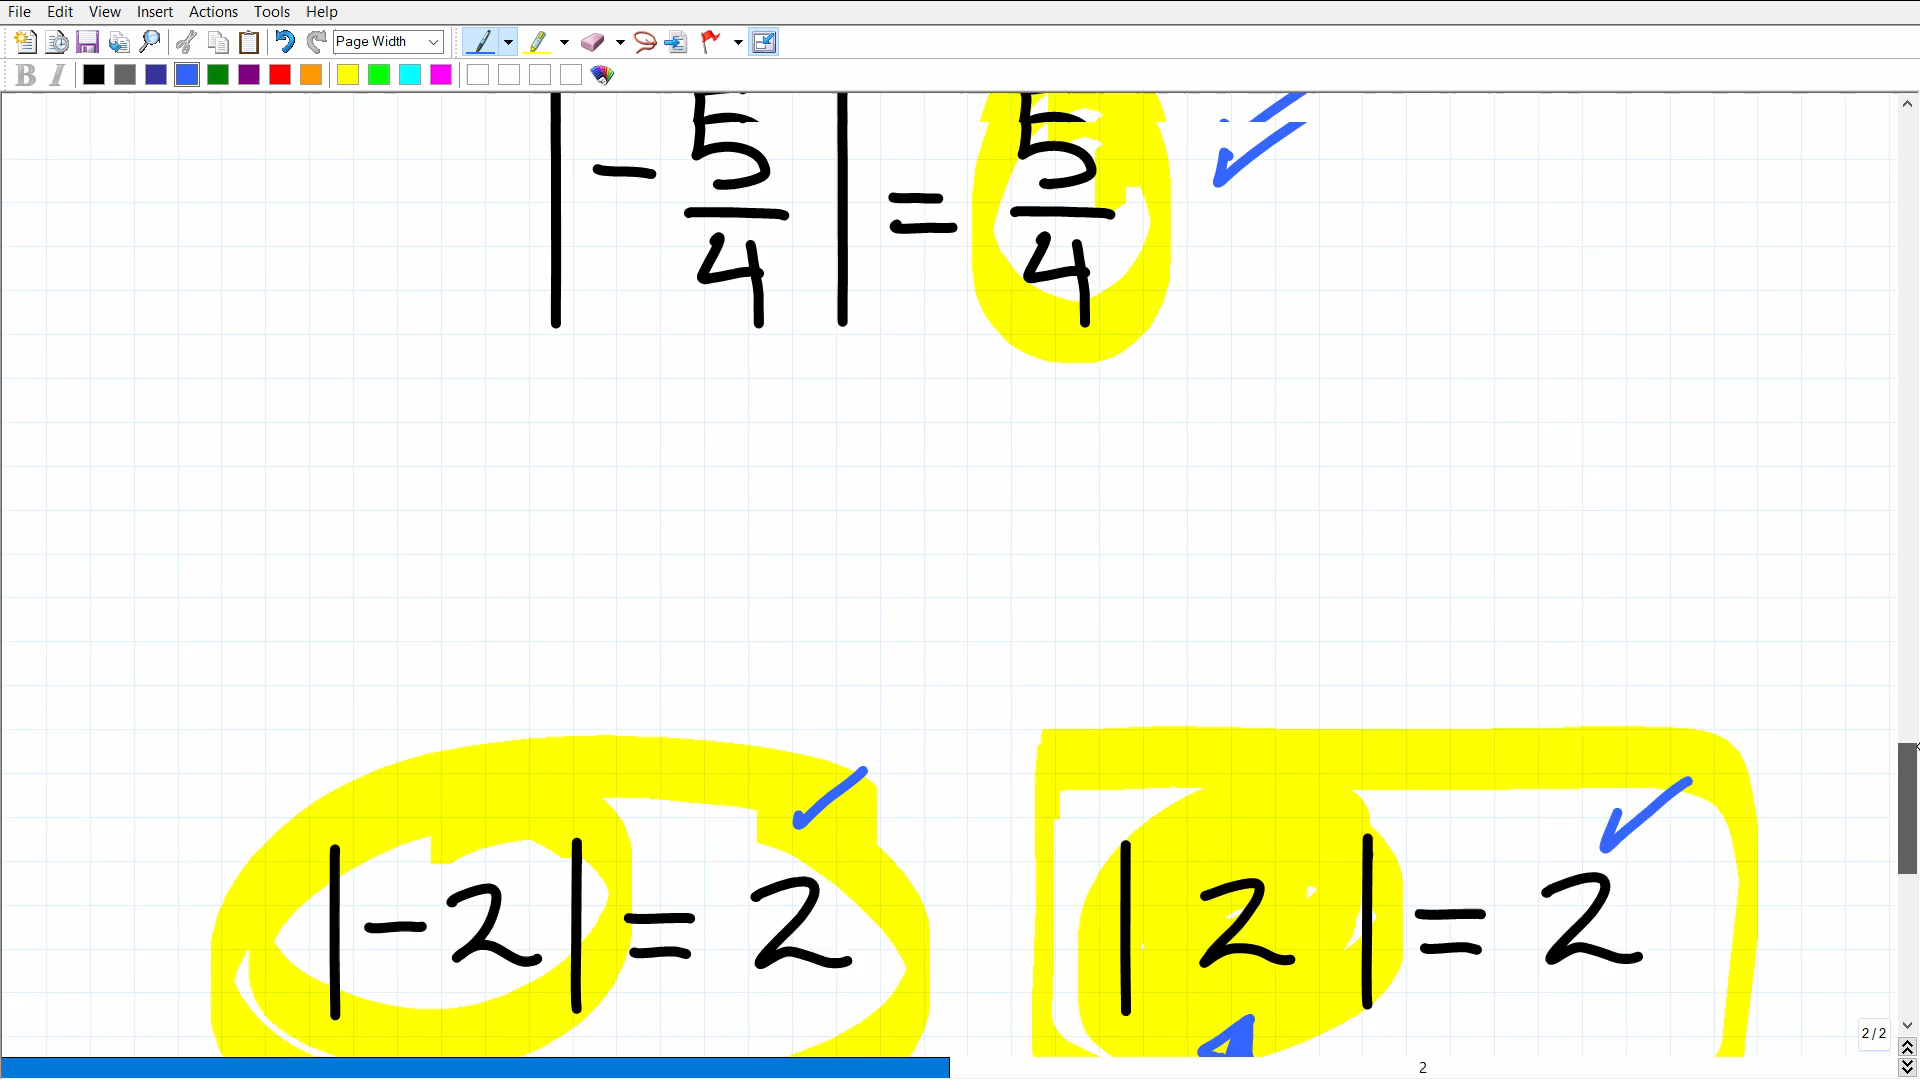 File Edit View Insert Actions Tools Help
Page Width
B I
|-5/4| = 5/4
|-2| = 2
|2| = 2
2/2
2